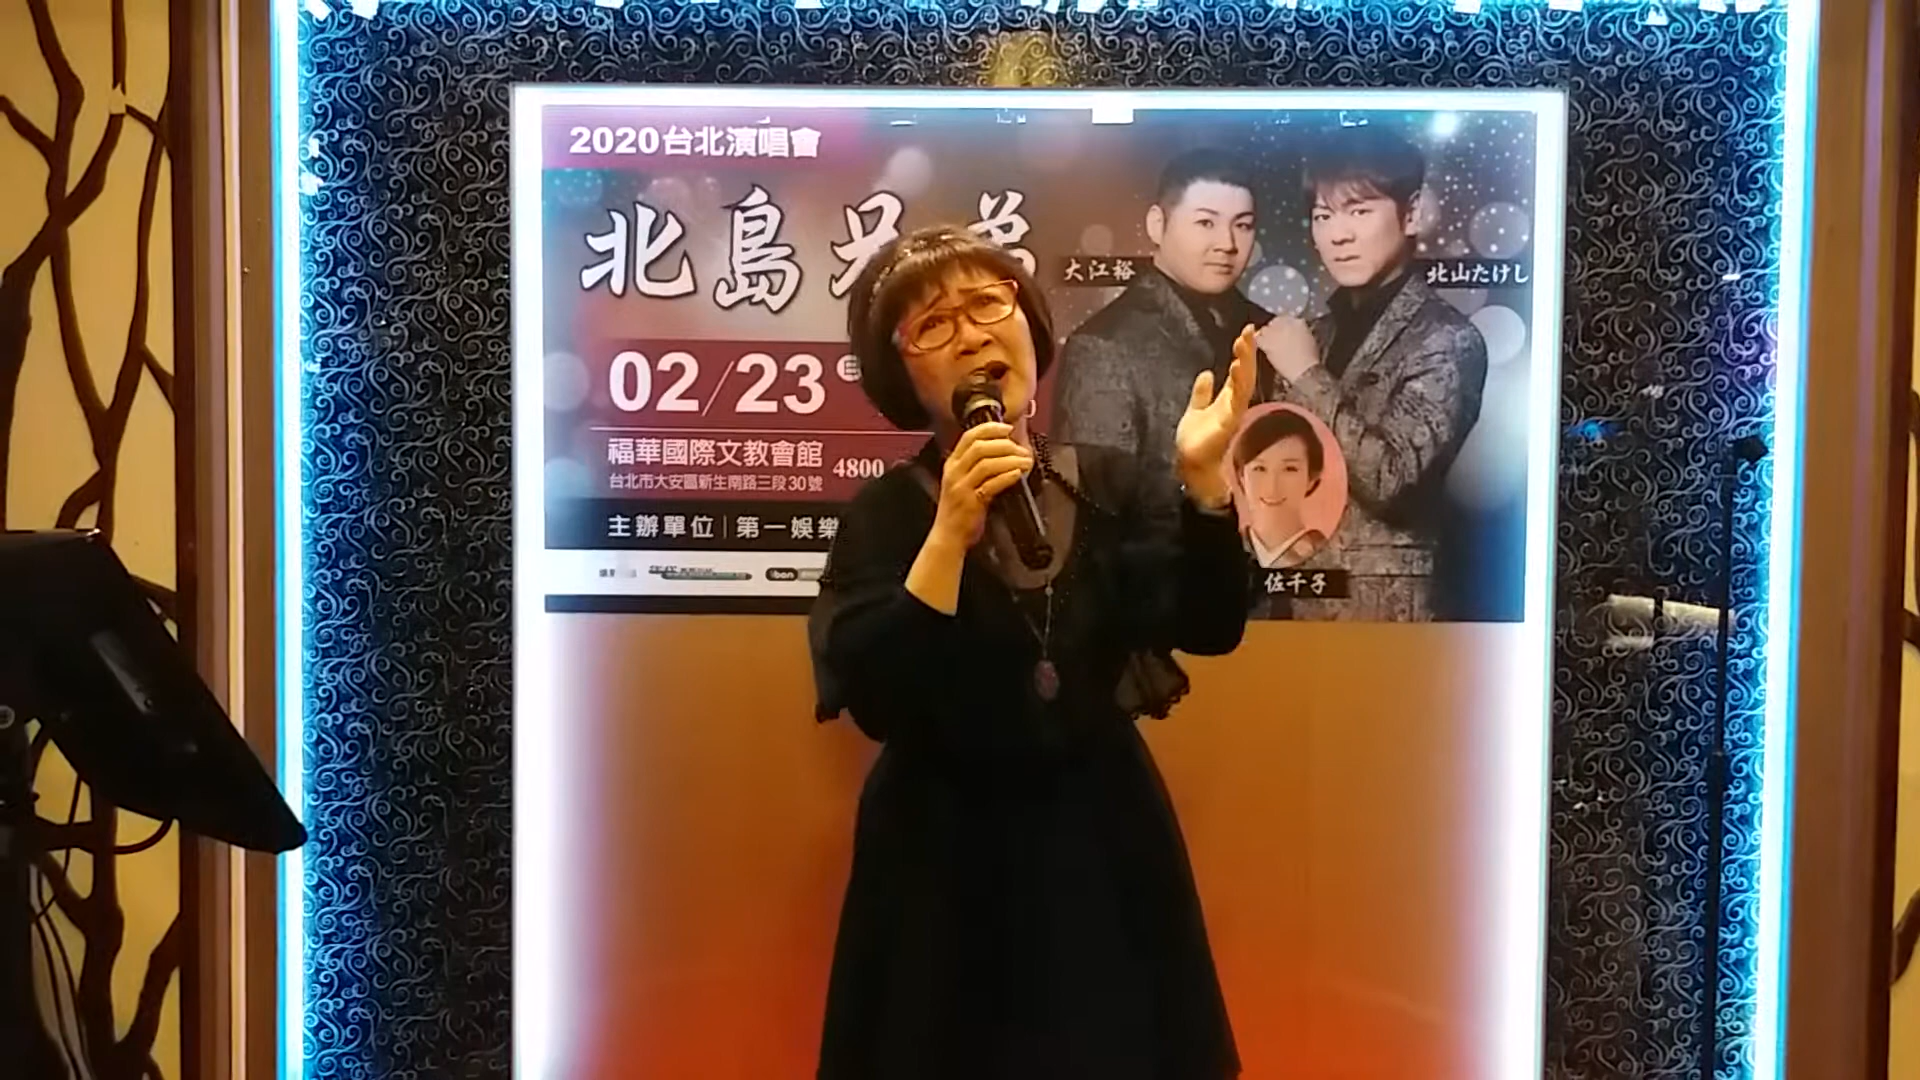 2020台北演唱會
北島兄弟
大江裕
北山たけし
02/23
福華國際文教會館
4800
台北市大安區新生南路三段30號
主辦單位|第一娛樂
ibon
佐千子